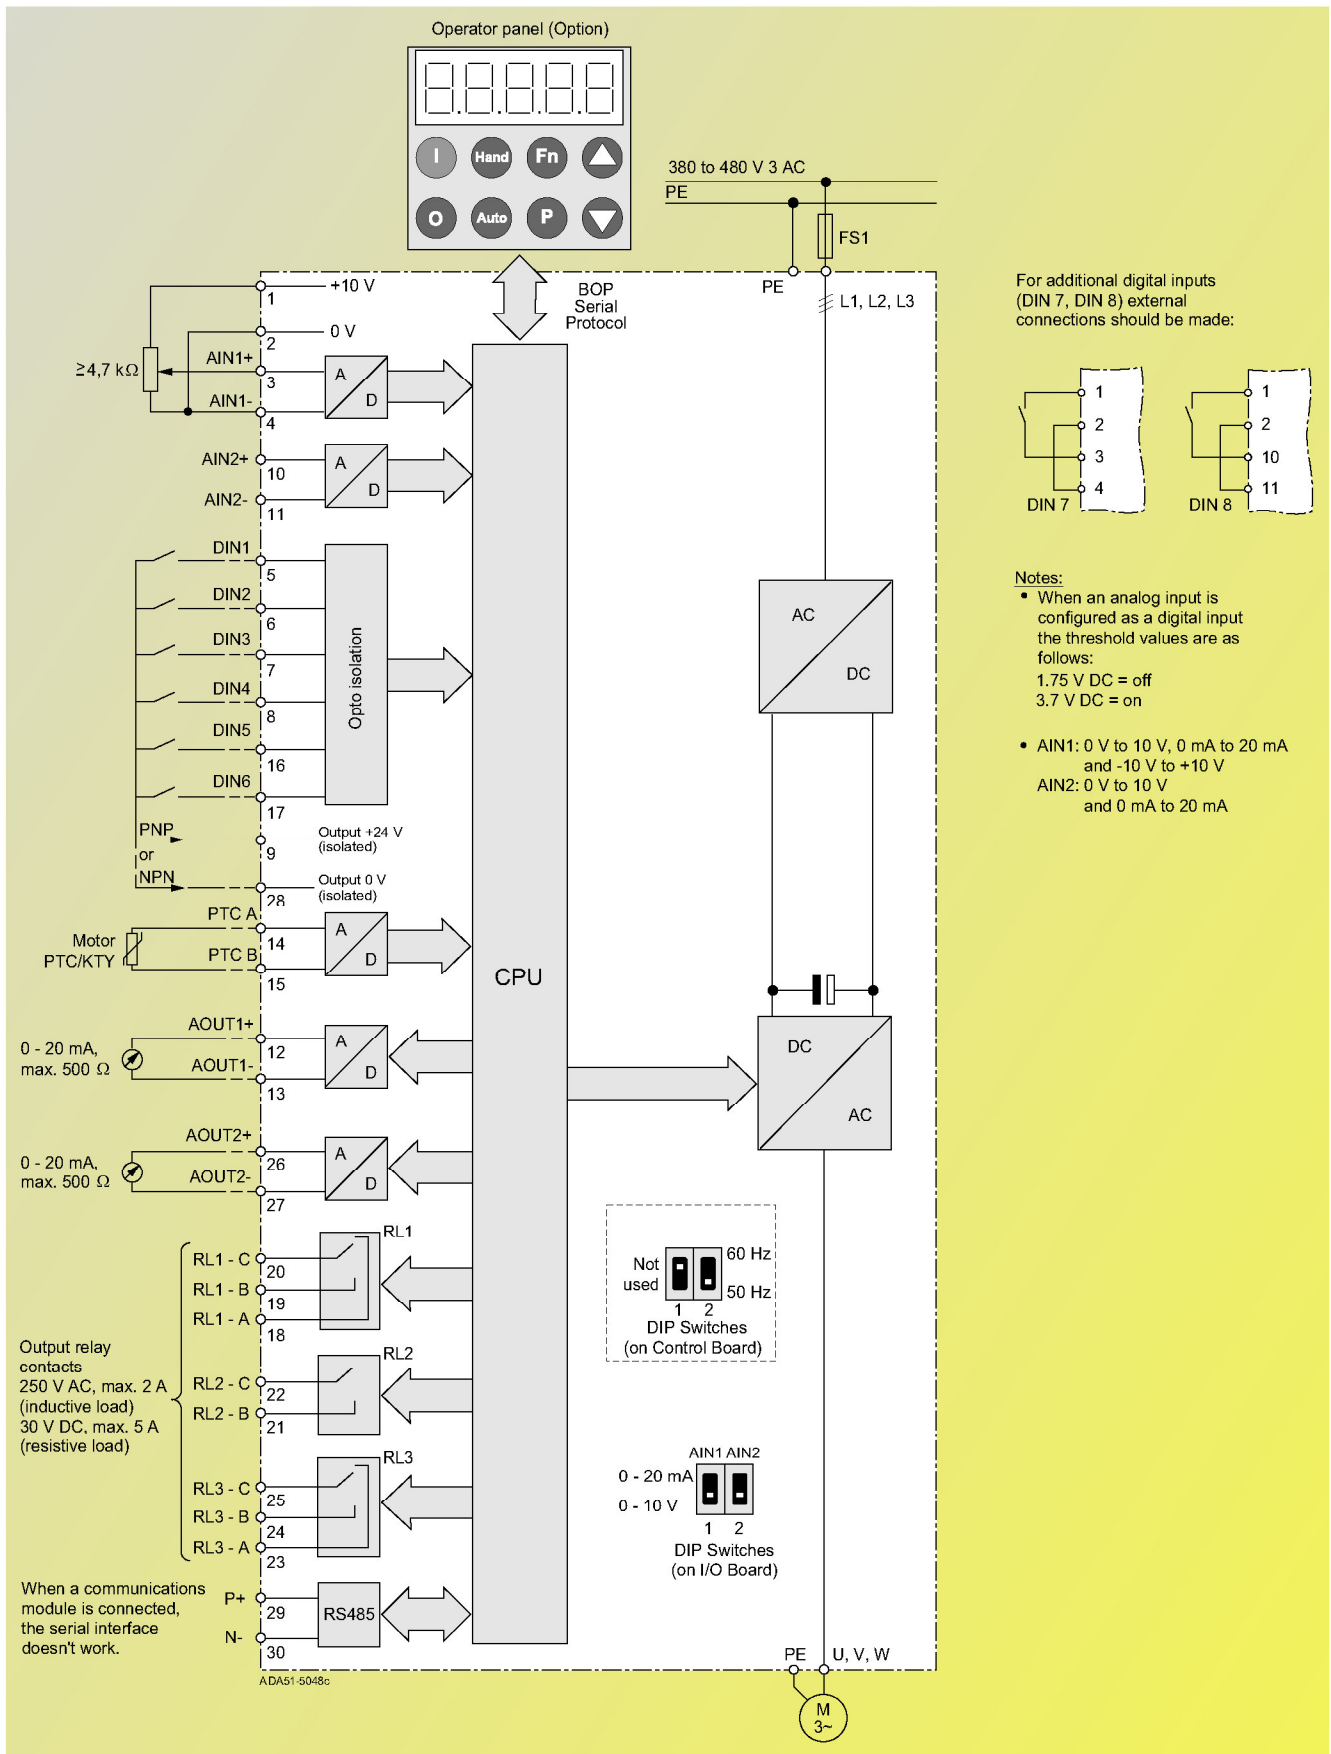 Operator panel (Option)
I Hand Fn
O Auto P
BOP
Serial
Protocol
380 to 480 V 3 AC
PE
FS1
PE
L1, L2, L3
1 +10 V
2 0 V
≥4,7 kΩ
AIN1+
3
AIN1-
4
A
D
AIN2+
10
AIN2-
11
A
D
DIN1
5
DIN2
6
DIN3
7
DIN4
8
DIN5
16
DIN6
17
Opto isolation
PNP
or
NPN
9
Output +24 V
(isolated)
28
Output 0 V
(isolated)
Motor
PTC/KTY
PTC A
14
PTC B
15
A
D
CPU
0 - 20 mA,
max. 500 Ω
AOUT1+
12
AOUT1-
13
A
D
0 - 20 mA,
max. 500 Ω
AOUT2+
26
AOUT2-
27
A
D
Output relay
contacts
250 V AC, max. 2 A
(inductive load)
30 V DC, max. 5 A
(resistive load)
RL1
RL1 - C
20
RL1 - B
19
RL1 - A
18
RL2
RL2 - C
22
RL2 - B
21
RL3
RL3 - C
25
RL3 - B
24
RL3 - A
23
When a communications
module is connected,
the serial interface
doesn't work.
P+
29
N-
30
RS485
ADA51-5048c
AC
DC
DC
AC
Not
used
60 Hz
50 Hz
1 2
DIP Switches
(on Control Board)
AIN1 AIN2
0 - 20 mA
0 - 10 V
1 2
DIP Switches
(on I/O Board)
PE
U, V, W
M
3~
For additional digital inputs
(DIN 7, DIN 8) external
connections should be made:
1
2
3
4
DIN 7
1
2
10
11
DIN 8
Notes:
• When an analog input is
configured as a digital input
the threshold values are as
follows:
1.75 V DC = off
3.7 V DC = on
• AIN1: 0 V to 10 V, 0 mA to 20 mA
and -10 V to +10 V
AIN2: 0 V to 10 V
and 0 mA to 20 mA